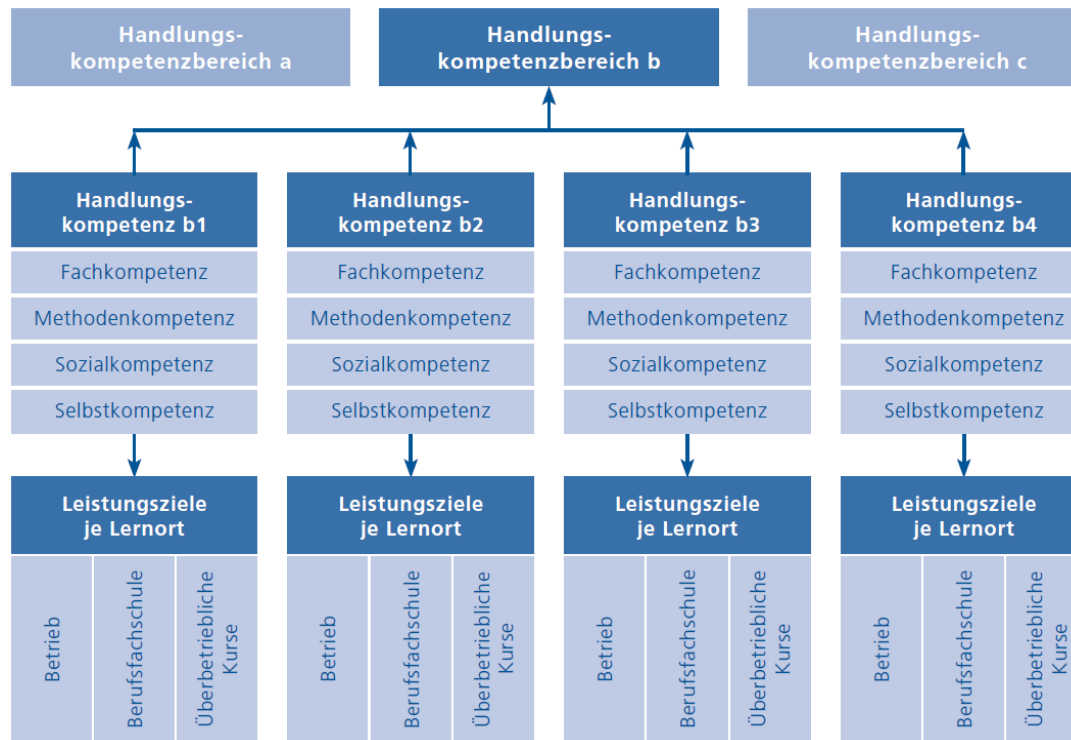 Handlungs-
kompetenzbereich a
Handlungs-
kompetenzbereich b
Handlungs-
kompetenzbereich c
Handlungs-
kompetenz b1
Fachkompetenz
Methodenkompetenz
Sozialkompetenz
Selbstkompetenz
Leistungsziele
je Lernort
Betrieb
Berufsfachschule
Überbetriebliche
Kurse
Handlungs-
kompetenz b2
Fachkompetenz
Methodenkompetenz
Sozialkompetenz
Selbstkompetenz
Leistungsziele
je Lernort
Betrieb
Berufsfachschule
Überbetriebliche
Kurse
Handlungs-
kompetenz b3
Fachkompetenz
Methodenkompetenz
Sozialkompetenz
Selbstkompetenz
Leistungsziele
je Lernort
Betrieb
Berufsfachschule
Überbetriebliche
Kurse
Handlungs-
kompetenz b4
Fachkompetenz
Methodenkompetenz
Sozialkompetenz
Selbstkompetenz
Leistungsziele
je Lernort
Betrieb
Berufsfachschule
Überbetriebliche
Kurse